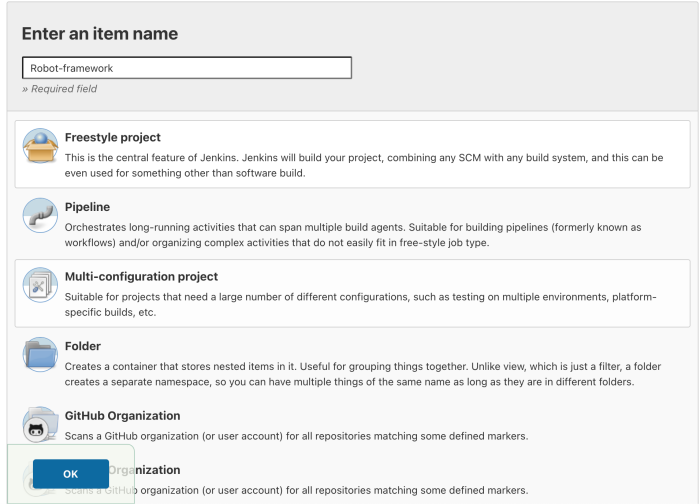 Enter an item name
Robot-framework
» Required field
Freestyle project
This is the central feature of Jenkins. Jenkins will build your project, combining any SCM with any build system, and this can be
even used for something other than software build.
Pipeline
Orchestrates long-running activities that can span multiple build agents. Suitable for building pipelines (formerly known as
workflows) and/or organizing complex activities that do not easily fit in free-style job type.
Multi-configuration project
Suitable for projects that need a large number of different configurations, such as testing on multiple environments, platform-
specific builds, etc.
Folder
Creates a container that stores nested items in it. Useful for grouping things together. Unlike view, which is just a filter, a folder
creates a separate namespace, so you can have multiple things of the same name as long as they are in different folders.
GitHub Organization
Scans a GitHub organization (or user account) for all repositories matching some defined markers.
OK
Organization
Scans a GitHub organization (or user account) for all repositories matching some defined markers.